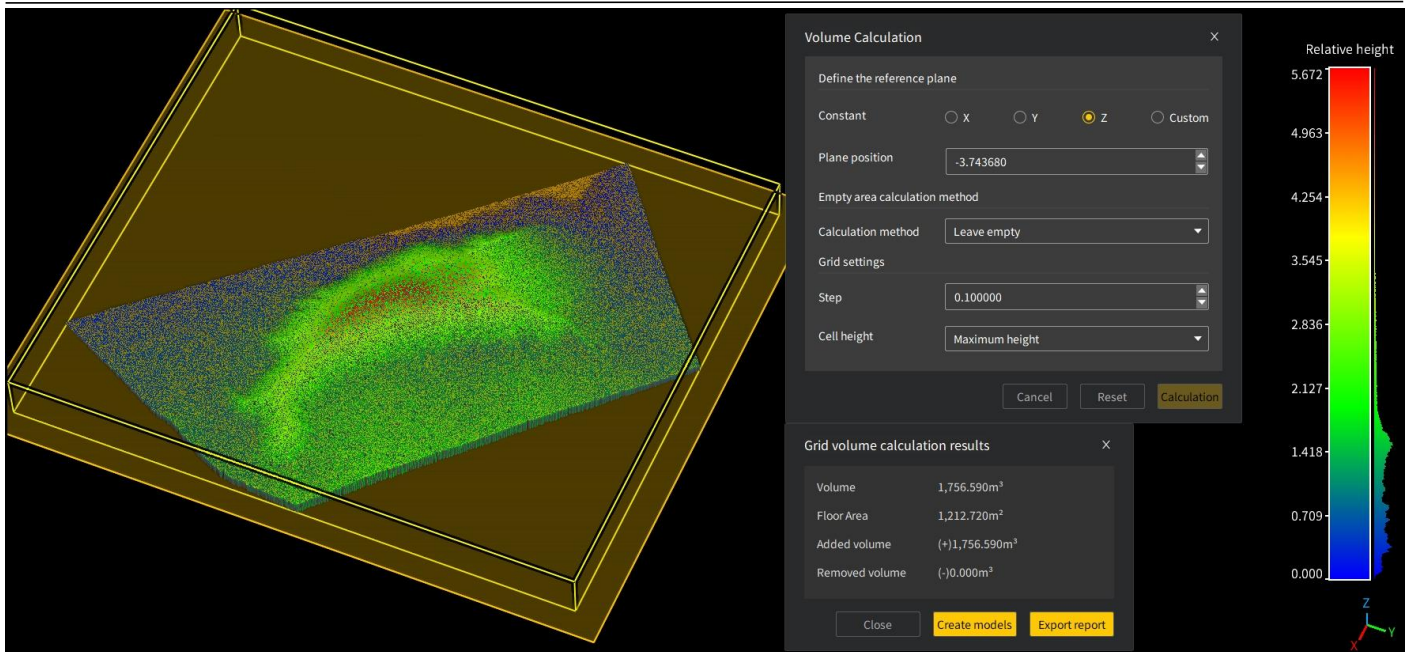 Volume Calculation X
Define the reference plane
Constant X Y Z Custom
Plane position -3.743680
Empty area calculation method
Calculation method Leave empty
Grid settings
Step 0.100000
Cell height Maximum height
Cancel Reset Calculation
Grid volume calculation results X
Volume 1,756.590m³
Floor Area 1,212.720m²
Added volume (+)1,756.590m³
Removed volume (-)0.000m³
Close Create models Export report
Relative height
5.672
4.963
4.254
3.545
2.836
2.127
1.418
0.709
0.000
Z
Y
X